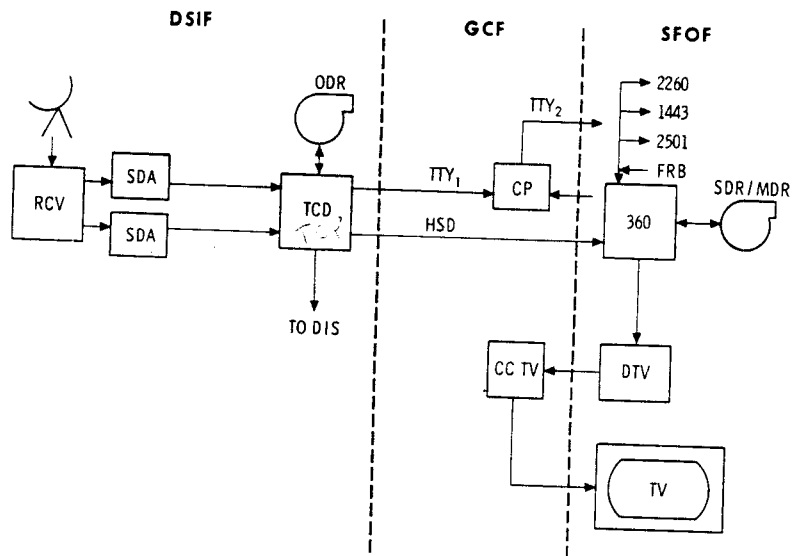 DSIF
GCF
SFOF
ODR
TTY2
2260
1443
2501
FRB
SDR/MDR
RCV
SDA
SDA
TCD
TTY1
CP
HSD
360
TO DIS
CC TV
DTV
TV